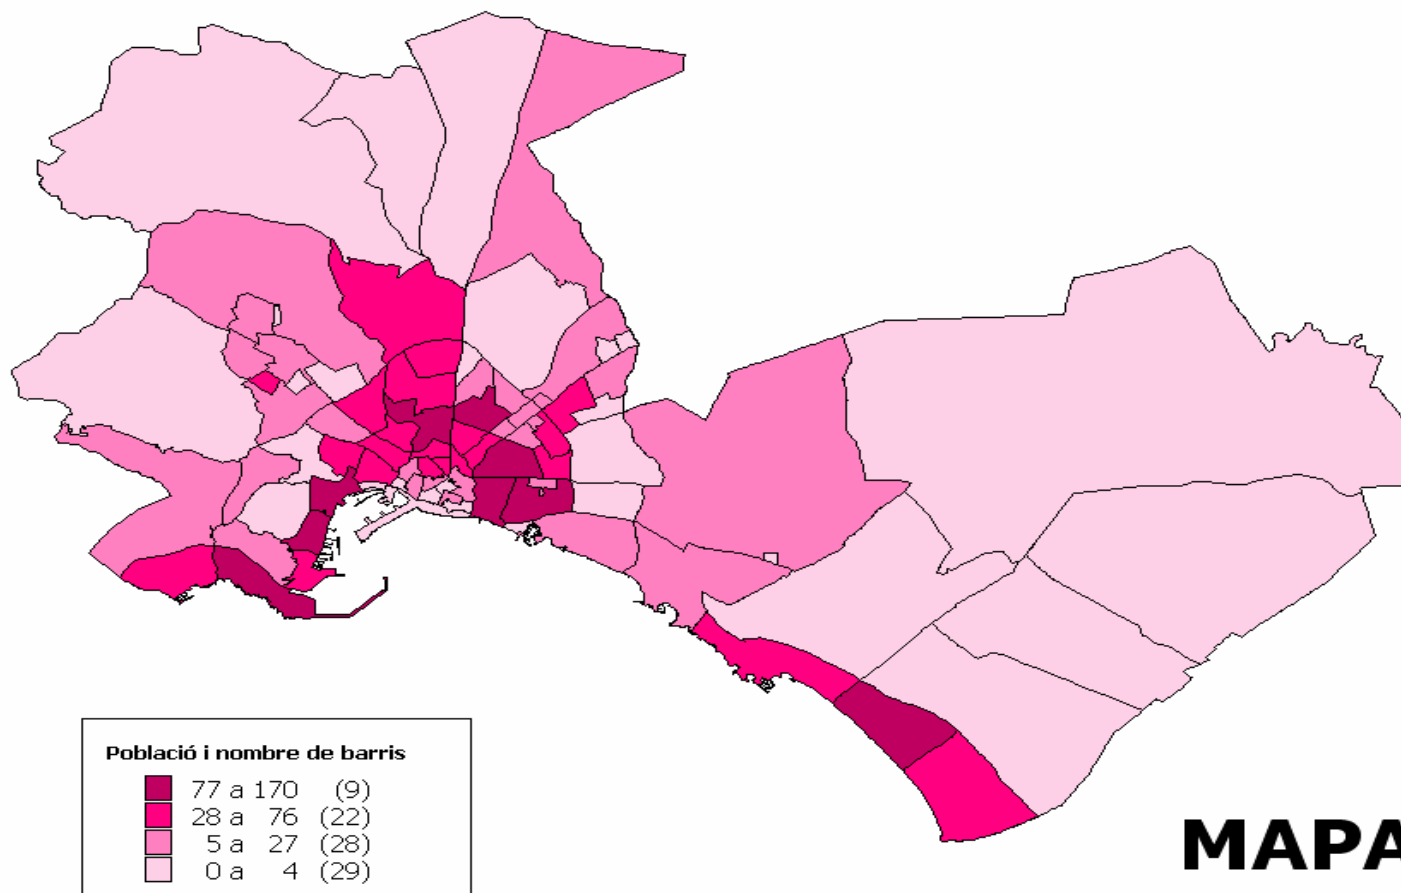 Població i nombre de barris
77 a 170 (9)
28 a 76 (22)
5 a 27 (28)
0 a 4 (29)
MAPA